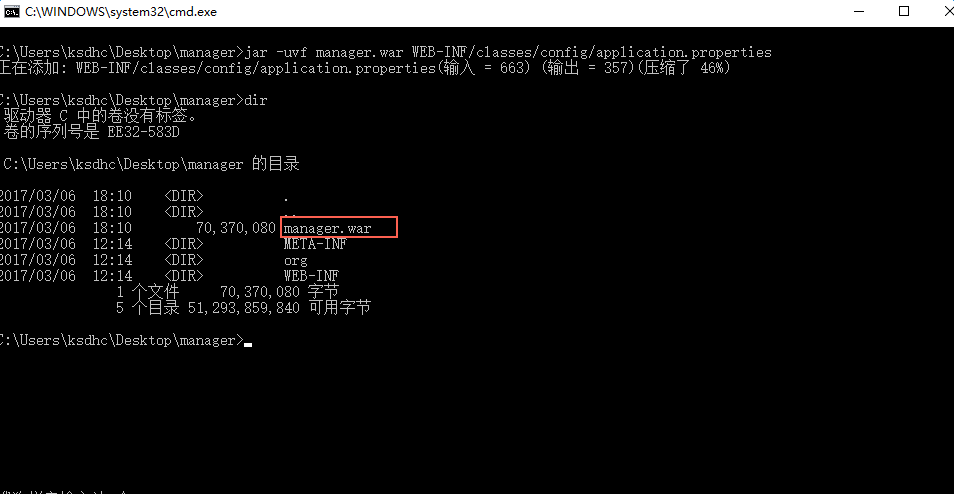 C:\WINDOWS\system32\cmd.exe
C:\Users\ksdhc\Desktop\manager>jar -uvf manager.war WEB-INF/classes/config/application.properties
正在添加: WEB-INF/classes/config/application.properties(输入 = 663) (输出 = 357)(压缩了 46%)
C:\Users\ksdhc\Desktop\manager>dir
驱动器 C 中的卷没有标签。
卷的序列号是 EE32-583D
C:\Users\ksdhc\Desktop\manager 的目录
2017/03/06 18:10 <DIR> .
2017/03/06 18:10 <DIR> ..
2017/03/06 18:10 70,370,080 manager.war
2017/03/06 12:14 <DIR> META-INF
2017/03/06 12:14 <DIR> org
2017/03/06 12:14 <DIR> WEB-INF
1 个文件 70,370,080 字节
5 个目录 51,293,859,840 可用字节
C:\Users\ksdhc\Desktop\manager>